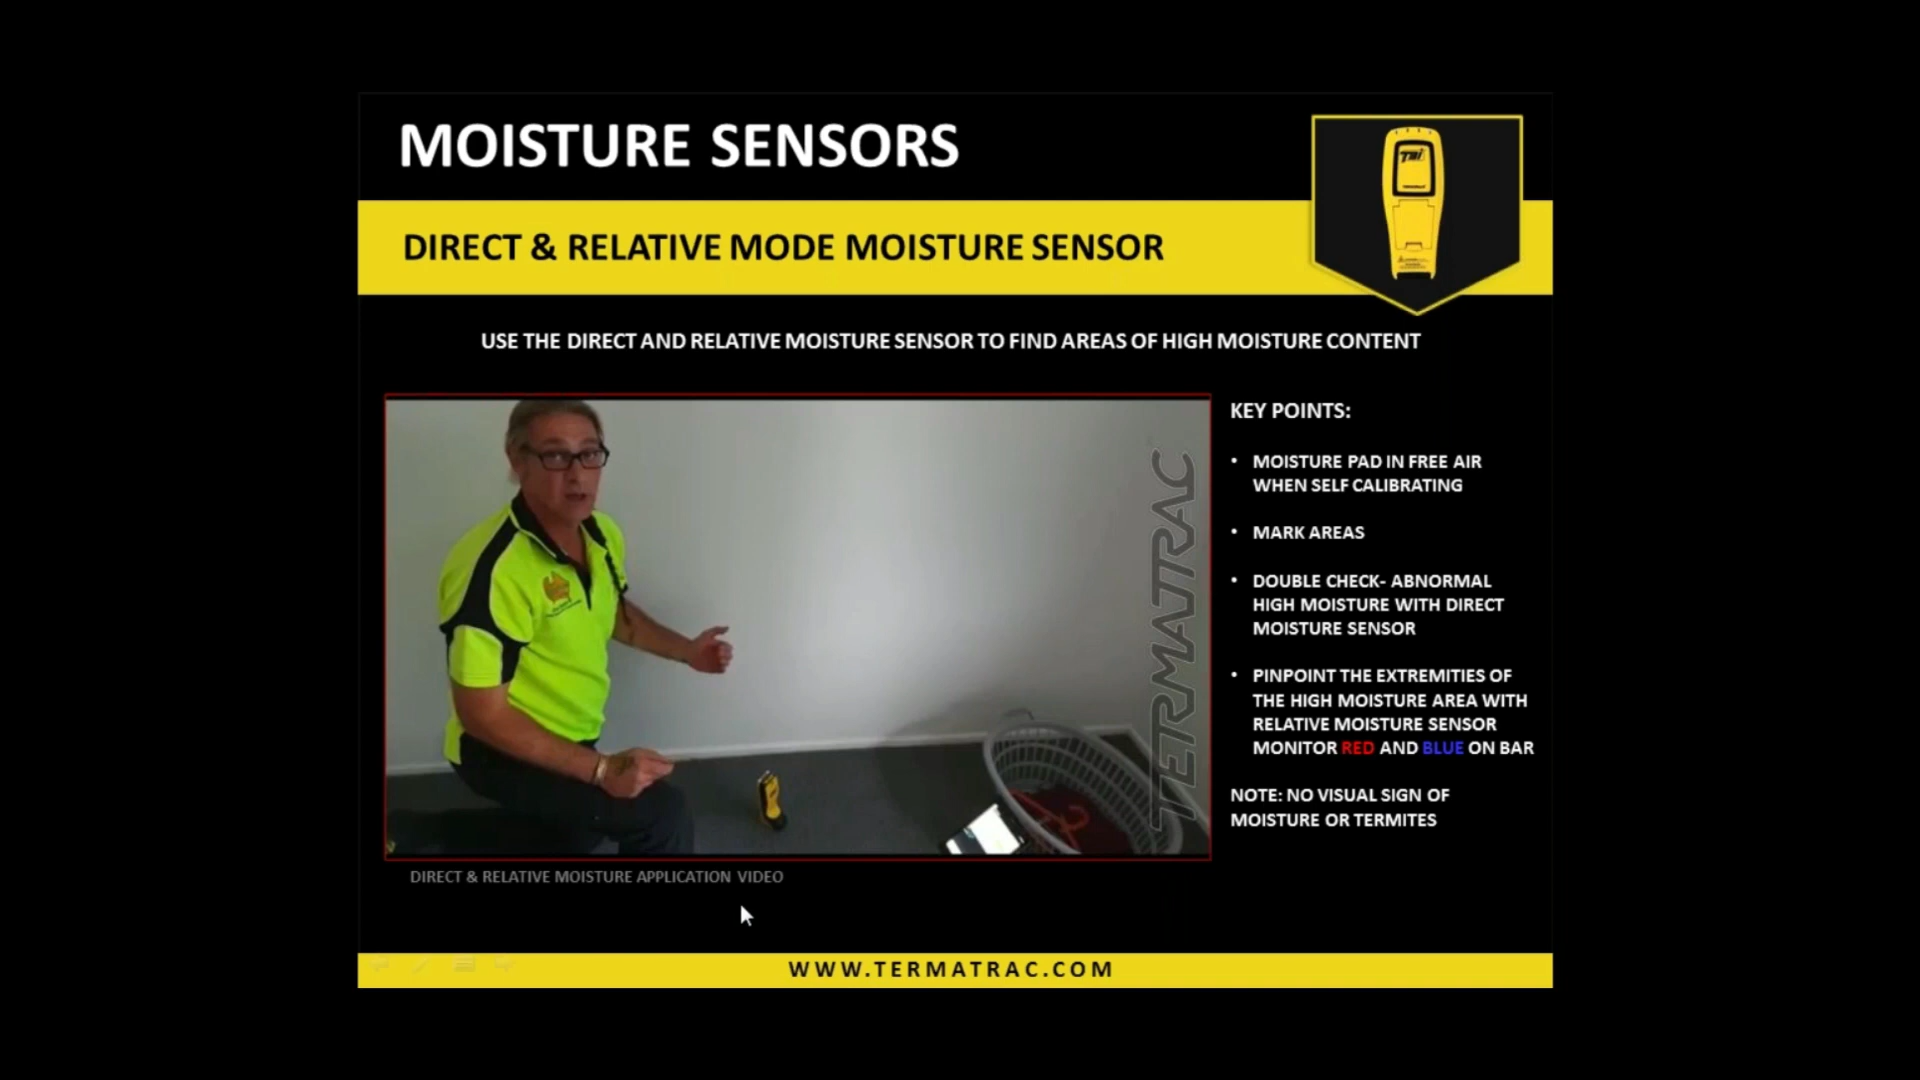 MOISTURE SENSORS
DIRECT & RELATIVE MODE MOISTURE SENSOR
USE THE DIRECT AND RELATIVE MOISTURE SENSOR TO FIND AREAS OF HIGH MOISTURE CONTENT
TERMATRAC
KEY POINTS:
• MOISTURE PAD IN FREE AIR
WHEN SELF CALIBRATING
• MARK AREAS
• DOUBLE CHECK- ABNORMAL
HIGH MOISTURE WITH DIRECT
MOISTURE SENSOR
• PINPOINT THE EXTREMITIES OF
THE HIGH MOISTURE AREA WITH
RELATIVE MOISTURE SENSOR
MONITOR RED AND BLUE ON BAR
NOTE: NO VISUAL SIGN OF
MOISTURE OR TERMITES
DIRECT & RELATIVE MOISTURE APPLICATION VIDEO
WWW.TERMATRAC.COM